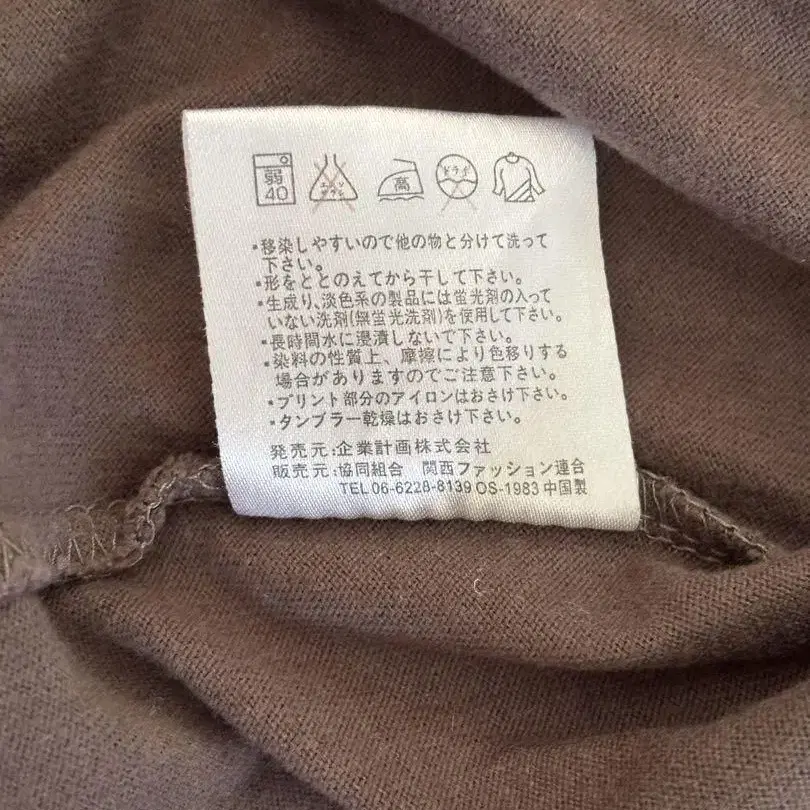 弱
40
エンソ
サラシ
高
ドライ
・移染しやすいので他の物と分けて洗って
下さい。
・形をととのえてから干して下さい。
・生成り、淡色系の製品には蛍光剤の入って
いない洗剤(無蛍光洗剤)を使用して下さい。
・長時間水に浸漬しないで下さい。
・染料の性質上、摩擦により色移りする
場合がありますのでご注意下さい。
・プリント部分のアイロンはおさけ下さい。
・タンブラー乾燥はおさけ下さい。
発売元:企業計画株式会社
販売元:協同組合 関西ファッション連合
TEL 06-6228-8139 OS-1983 中国製